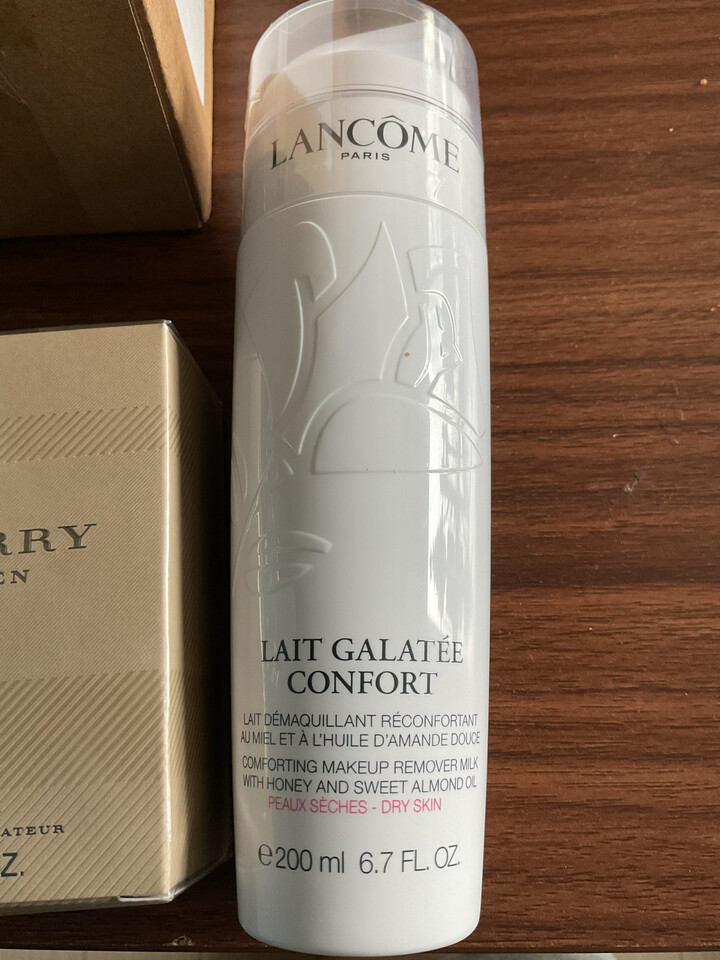 LANCÔME
PARIS
LAIT GALATÉE
CONFORT
LAIT DÉMAQUILLANT RÉCONFORTANT
AU MIEL ET À L'HUILE D'AMANDE DOUCE
COMFORTING MAKEUP REMOVER MILK
WITH HONEY AND SWEET ALMOND OIL
PEAUX SÈCHES - DRY SKIN
e 200 ml 6.7 FL. OZ.
RRY
EN
ATEUR
Z.